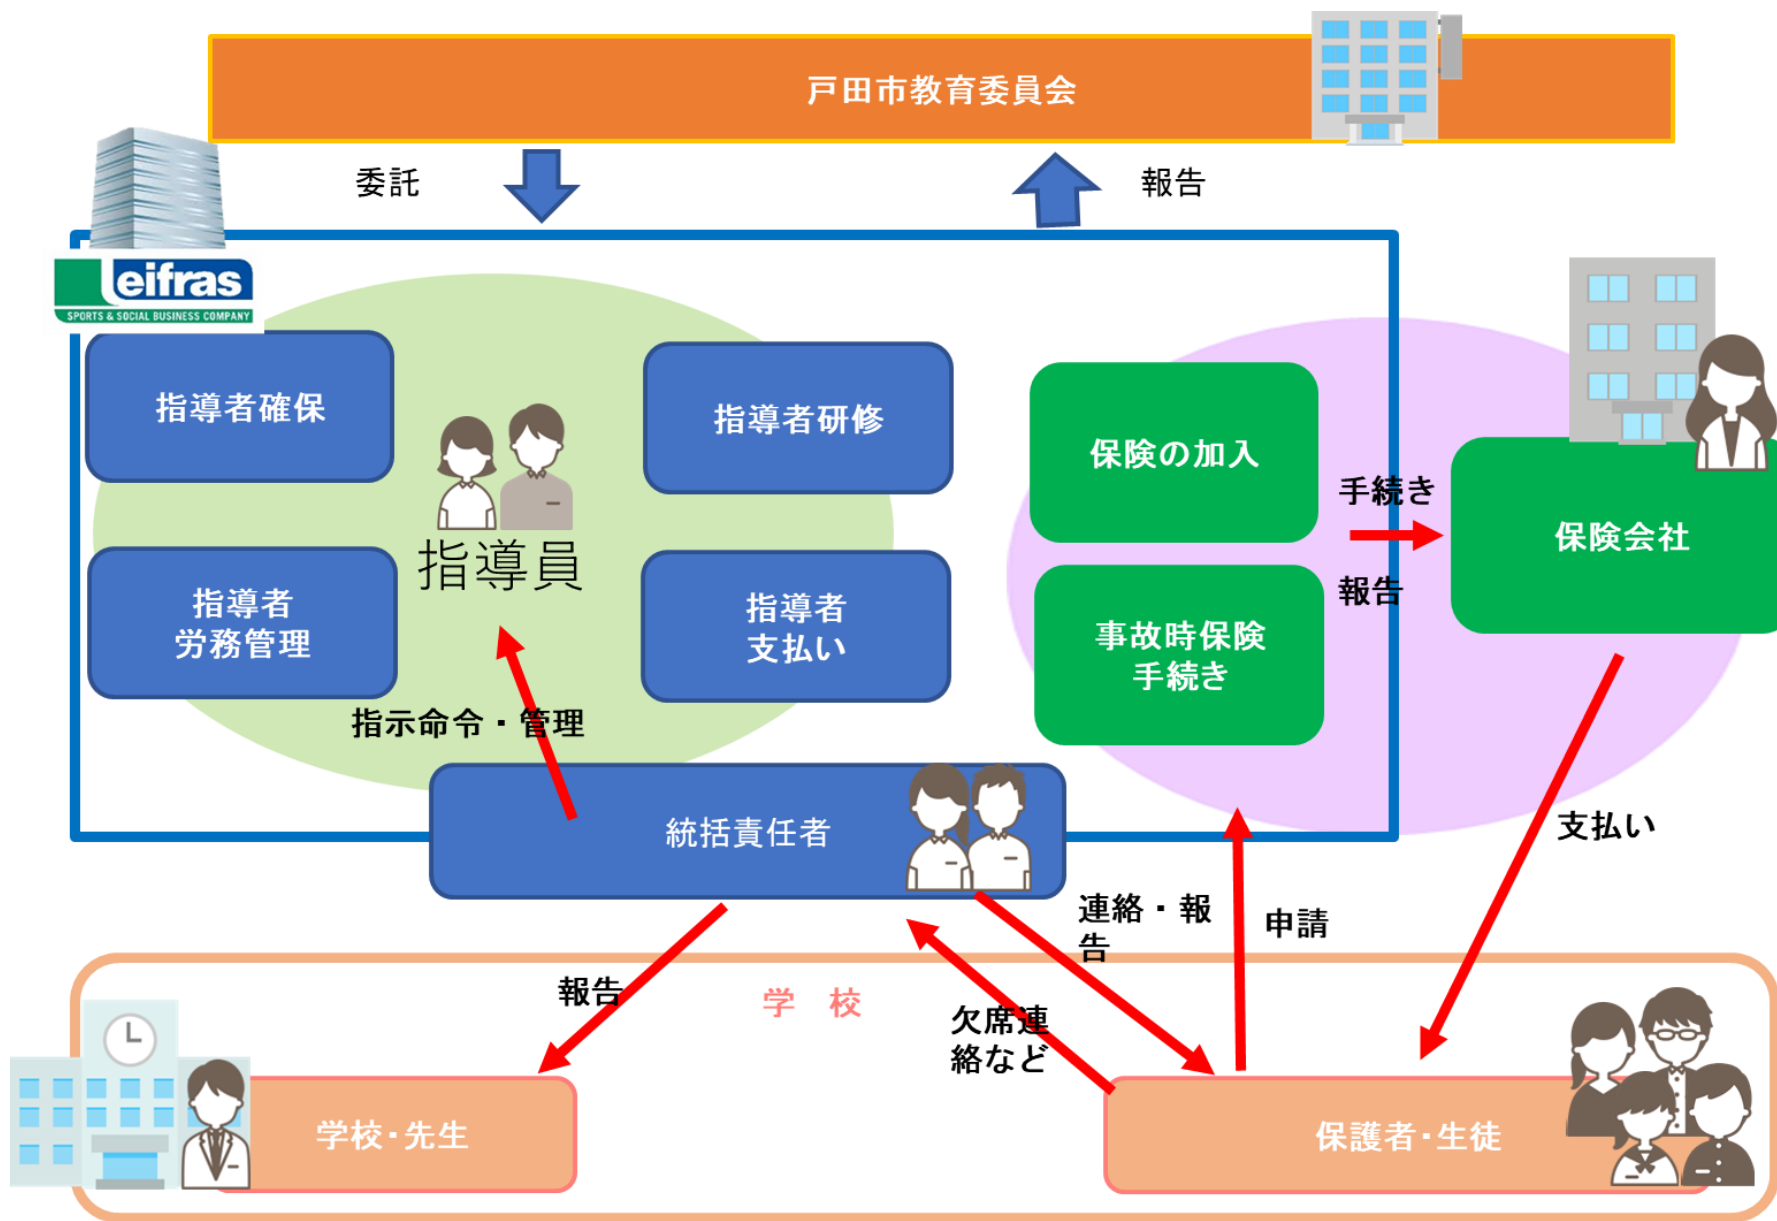 戸田市教育委員会
委託
報告
Leifras
SPORTS & SOCIAL BUSINESS COMPANY
指導者確保
指導者研修
保険の加入
手続き
報告
保険会社
指導員
指導者
労務管理
指導者
支払い
事故時保険
手続き
指示命令・管理
統括責任者
支払い
連絡・報
告
申請
報告
学 校
欠席連
絡など
学校・先生
保護者・生徒